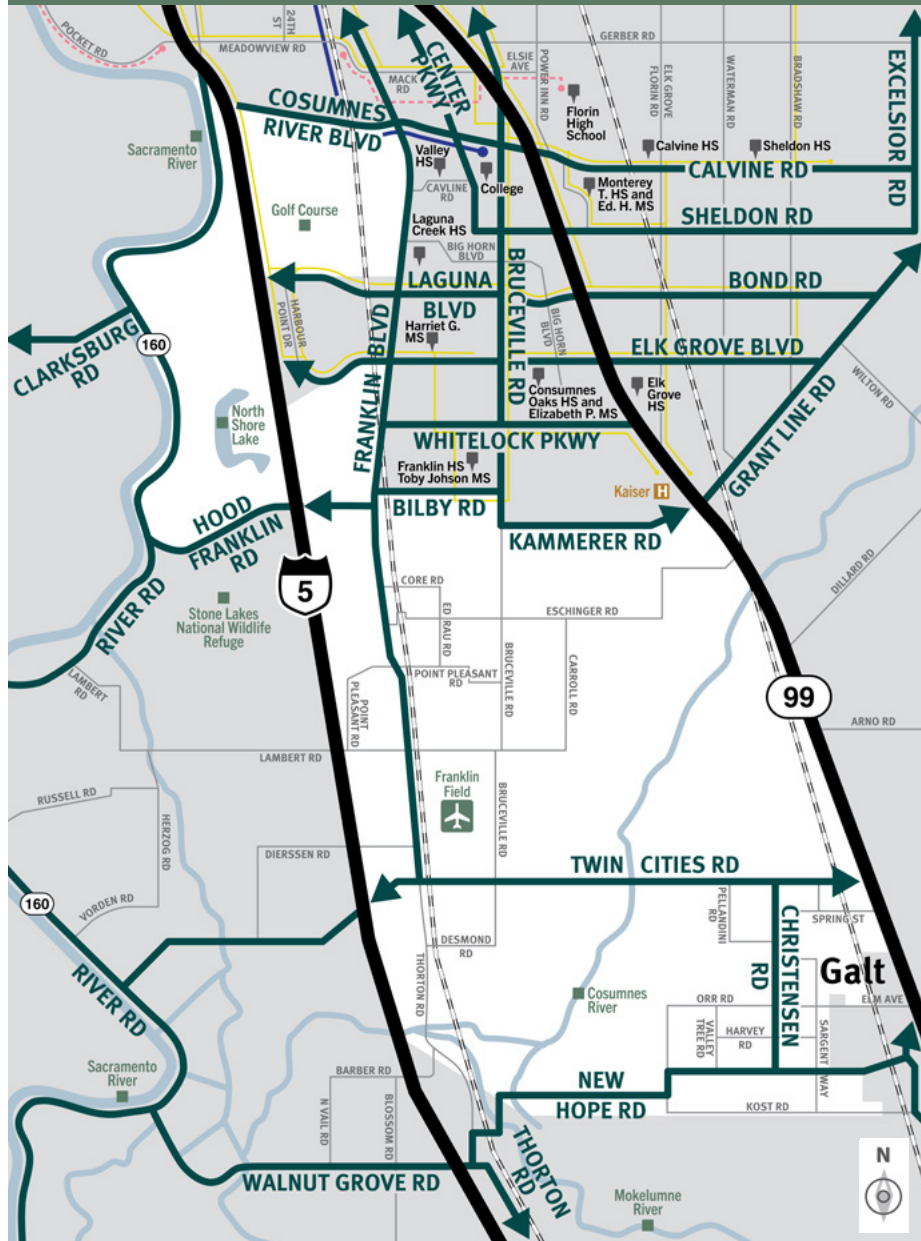 POCKET RD
24TH
ST
MEADOWVIEW RD
MACK
RD
CENTER
PKWY
ELSIE
AVE
POWER INN RD
GERBER RD
ELK GROVE
FLORIN RD
WATERMAN RD
BRADSHAW RD
EXCELSIOR
RD
COSUMNES
RIVER BLVD
Sacramento
River
Valley
HS
Florin
High
School
Calvine HS
Sheldon HS
CALVINE RD
CAVLINE
RD
College
Monterey
T. HS and
Ed. H. MS
SHELDON RD
Golf Course
Laguna
Creek HS
BIG HORN
BLVD
LAGUNA
BLVD
BRUCEVILLE RD
BIG HORN
BLVD
BOND RD
HARBOUR
POINT DR
FRANKLIN BLVD
Harriet G.
MS
ELK GROVE BLVD
CLARKSBURG
RD
160
WILTON RD
Consumnes
Oaks HS and
Elizabeth P. MS
Elk
Grove
HS
GRANT LINE RD
North
Shore
Lake
WHITELOCK PKWY
Franklin HS
Toby Johson MS
Kaiser H
BILBY RD
HOOD
FRANKLIN
RD
KAMMERER RD
DILLARD RD
5
RIVER RD
Stone Lakes
National Wildlife
Refuge
CORE RD
ED RAU RD
ESCHINGER RD
BRUCEVILLE RD
CARROLL RD
LAMBERT
RD
POINT PLEASANT
RD
POINT
PLEASANT RD
99
ARNO RD
LAMBERT RD
Franklin
Field
BRUCEVILLE RD
RUSSELL RD
HERZOG RD
DIERSSEN RD
TWIN CITIES RD
160
VORDEN RD
PELLANDINI
RD
CHRISTENSEN
RD
SPRING ST
DESMOND
RD
THORTON RD
RIVER RD
Galt
Cosumnes
River
ORR RD
ELM AVE
VALLEY
TREE RD
HARVEY
RD
SARGENT WAY
Sacramento
River
BARBER RD
N VAIL RD
BLOSSOM RD
NEW
HOPE RD
KOST RD
THORTON
RD
WALNUT GROVE RD
Mokelumne
River
N